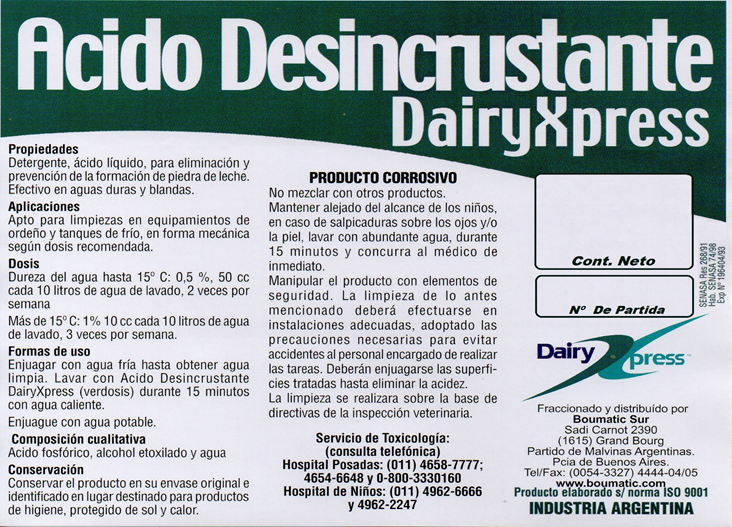 Acido Desincrustante
DairyXpress
Propiedades
Detergente, ácido líquido, para eliminación y
prevención de la formación de piedra de leche.
Efectivo en aguas duras y blandas.
Aplicaciones
Apto para limpiezas en equipamientos de
ordeño y tanques de frío, en forma mecánica
según dosis recomendada.
Dosis
Dureza del agua hasta 15º C: 0,5 %, 50 cc
cada 10 litros de agua de lavado, 2 veces por
semana
Más de 15º C: 1% 10 cc cada 10 litros de agua
de lavado, 3 veces por semana.
Formas de uso
Enjuagar con agua fría hasta obtener agua
limpia. Lavar con Acido Desincrustante
DairyXpress (verdosis) durante 15 minutos
con agua caliente.
Enjuague con agua potable.
Composición cualitativa
Acido fosfórico, alcohol etoxilado y agua
Conservación
Conservar el producto en su envase original e
identificado en lugar destinado para productos
de higiene, protegido de sol y calor.
PRODUCTO CORROSIVO
No mezclar con otros productos.
Mantener alejado del alcance de los niños,
en caso de salpicaduras sobre los ojos y/o
la piel, lavar con abundante agua, durante
15 minutos y concurra al médico de
inmediato.
Manipular el producto con elementos de
seguridad. La limpieza de lo antes
mencionado deberá efectuarse en
instalaciones adecuadas, adoptado las
precauciones necesarias para evitar
accidentes al personal encargado de realizar
las tareas. Deberán enjuagarse las superfi-
cies tratadas hasta eliminar la acidez.
La limpieza se realizara sobre la base de
directivas de la inspección veterinaria.
Servicio de Toxicología:
(consulta telefónica)
Hospital Posadas: (011) 4658-7777;
4654-6648 y 0-800-3330160
Hospital de Niños: (011) 4962-6666
y 4962-2247
Cont. Neto
Nº De Partida
SENASA Res 268/91
Hab. SENASA 74/98
Exp Nº 196404/93
Dairy Xpress™
Fraccionado y distribuído por
Boumatic Sur
Sadi Carnot 2390
(1615) Grand Bourg
Partido de Malvinas Argentinas.
Pcia de Buenos Aires.
Tel/Fax: (0054-3327) 4444-04/05
www.boumatic.com
Producto elaborado s/ norma ISO 9001
INDUSTRIA ARGENTINA